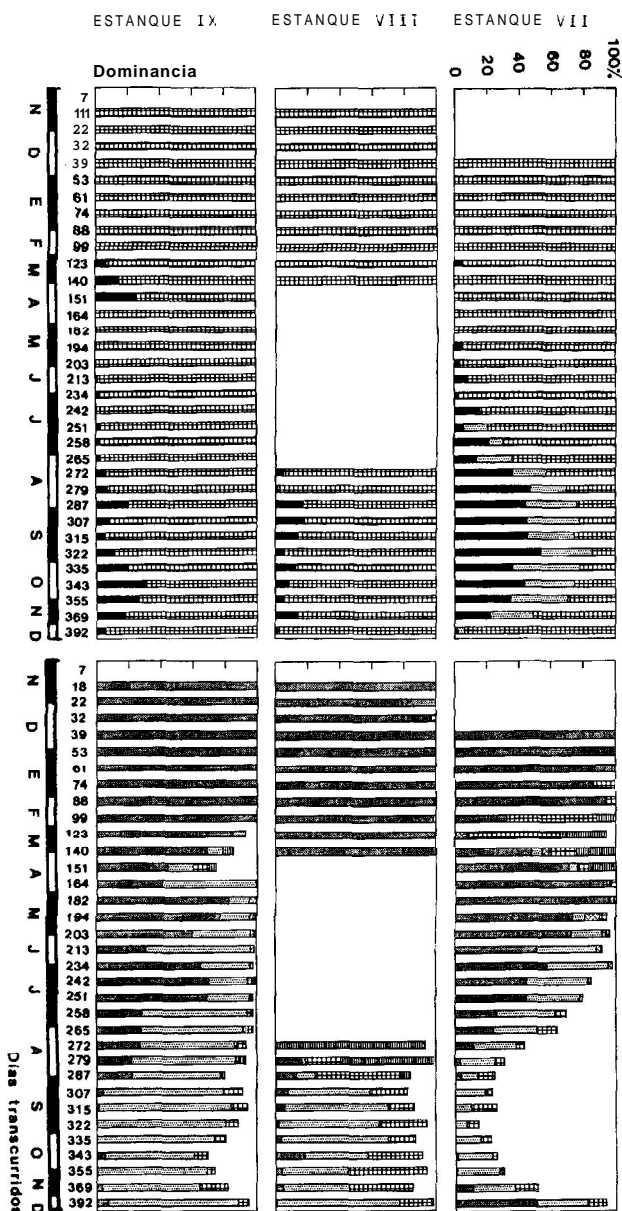 ESTANQUE IX ESTANQUE VIII ESTANQUE VII
Dominancia
0 20 40 60 80 100%
7
N 111
22
D 32
39
53
E 61
74
F 88
99
M 123
140
A 151
164
M 182
194
J 203
213
J 234
242
251
258
265
A 272
279
287
S 307
315
322
O 335
343
N 355
369
D 392
7
N 18
22
D 32
39
53
E 61
74
F 88
99
M 123
140
A 151
164
M 182
194
J 203
213
J 234
242
251
258
265
A 272
279
287
S 307
315
322
O 335
343
N 355
369
D 392
Dias transcurridos